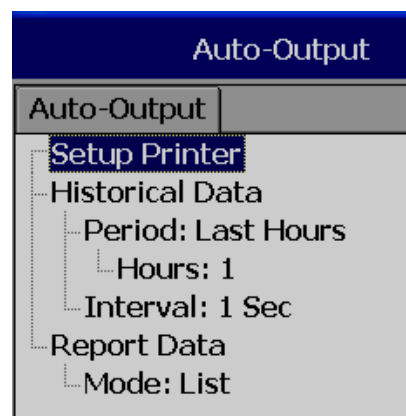 Auto-Output
Auto-Output
Setup Printer
Historical Data
Period: Last Hours
Hours: 1
Interval: 1 Sec
Report Data
Mode: List